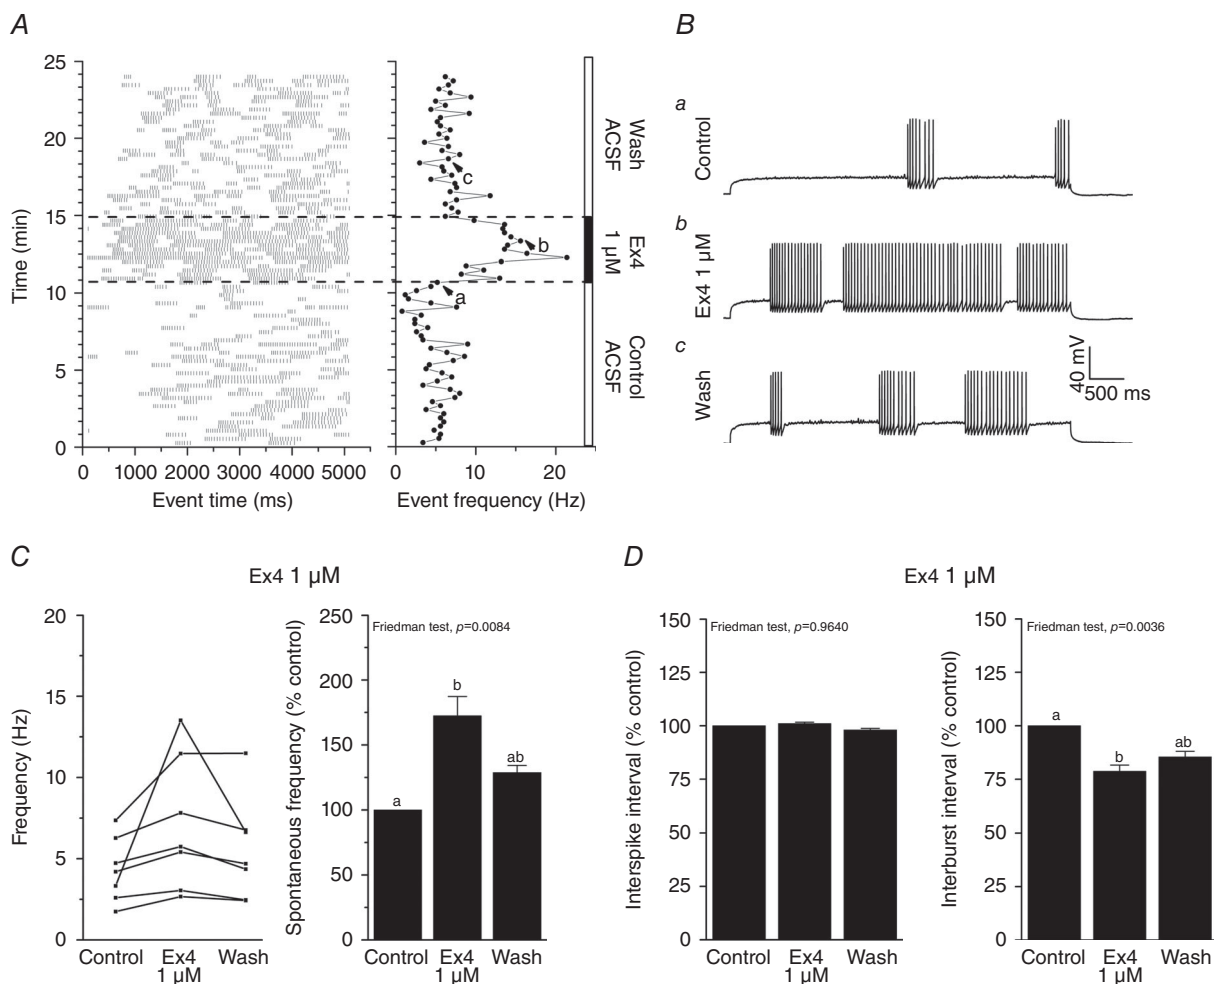 A
25
20
15
10
5
0
Time (min)
0 1000 2000 3000 4000 5000
Event time (ms)
0 10 20
Event frequency (Hz)
c
b
a
Wash
ACSF
Ex4
1 µM
Control
ACSF
B
a
Control
b
Ex4 1 µM
c
Wash
40 mV
500 ms
C
Ex4 1 µM
20
15
10
5
0
Frequency (Hz)
Control Ex4 Wash
1 µM
250
200
150
100
50
0
Spontaneous frequency (% control)
Friedman test, p=0.0084
a
b
ab
Control Ex4 Wash
1 µM
D
Ex4 1 µM
150
125
100
75
50
25
0
Interspike interval (% control)
Friedman test, p=0.9640
Control Ex4 Wash
1 µM
150
125
100
75
50
25
0
Interburst interval (% control)
Friedman test, p=0.0036
a
b
ab
Control Ex4 Wash
1 µM